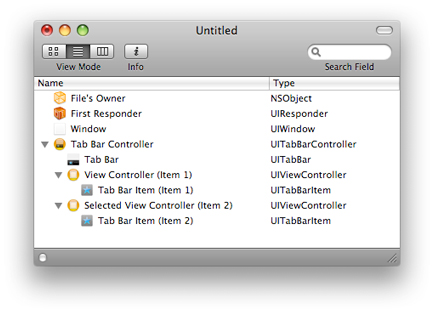 Untitled
View Mode
Info
Search Field
Name Type
File's Owner NSObject
First Responder UIResponder
Window UIWindow
Tab Bar Controller UITabBarController
Tab Bar UITabBar
View Controller (Item 1) UIViewController
Tab Bar Item (Item 1) UITabBarItem
Selected View Controller (Item 2) UIViewController
Tab Bar Item (Item 2) UITabBarItem